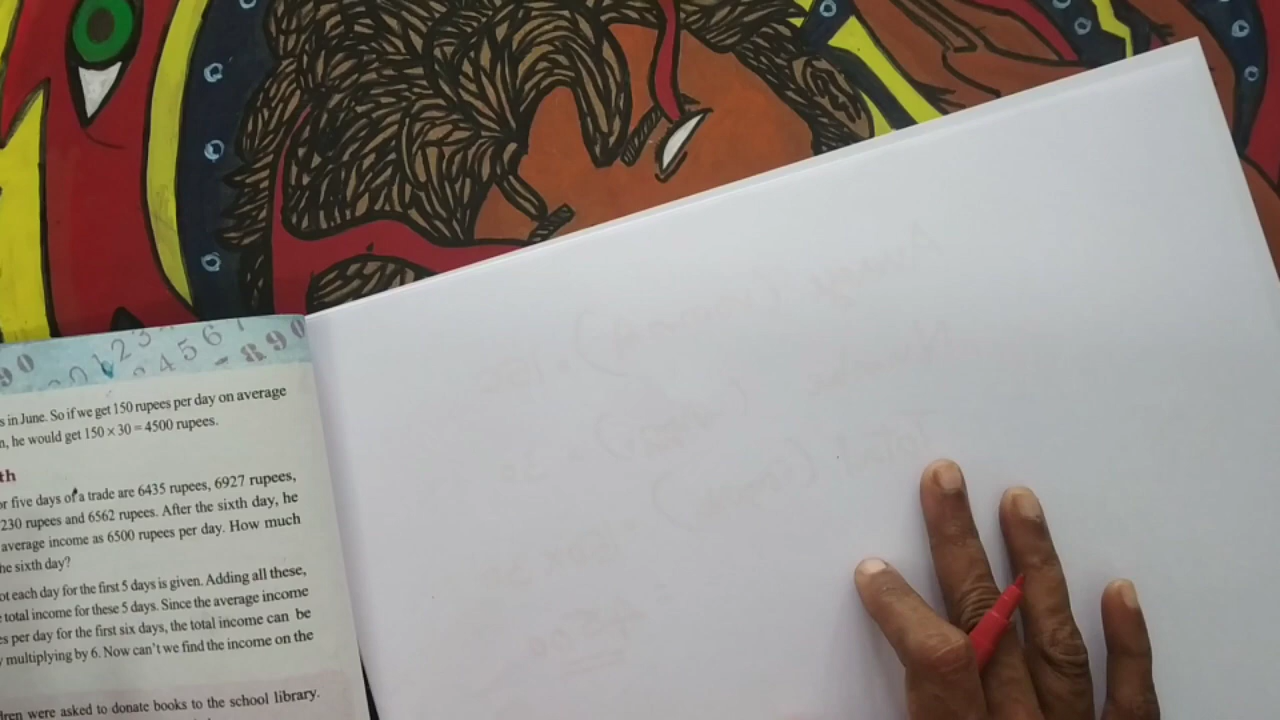 s in June. So if we get 150 rupees per day on average
n, he would get 150 × 30 = 4500 rupees.
th
or five days of a trade are 6435 rupees, 6927 rupees,
230 rupees and 6562 rupees. After the sixth day, he
average income as 6500 rupees per day. How much
he sixth day?
ot each day for the first 5 days is given. Adding all these,
total income for these 5 days. Since the average income
es per day for the first six days, the total income can be
y multiplying by 6. Now can't we find the income on the
dren were asked to donate books to the school library.